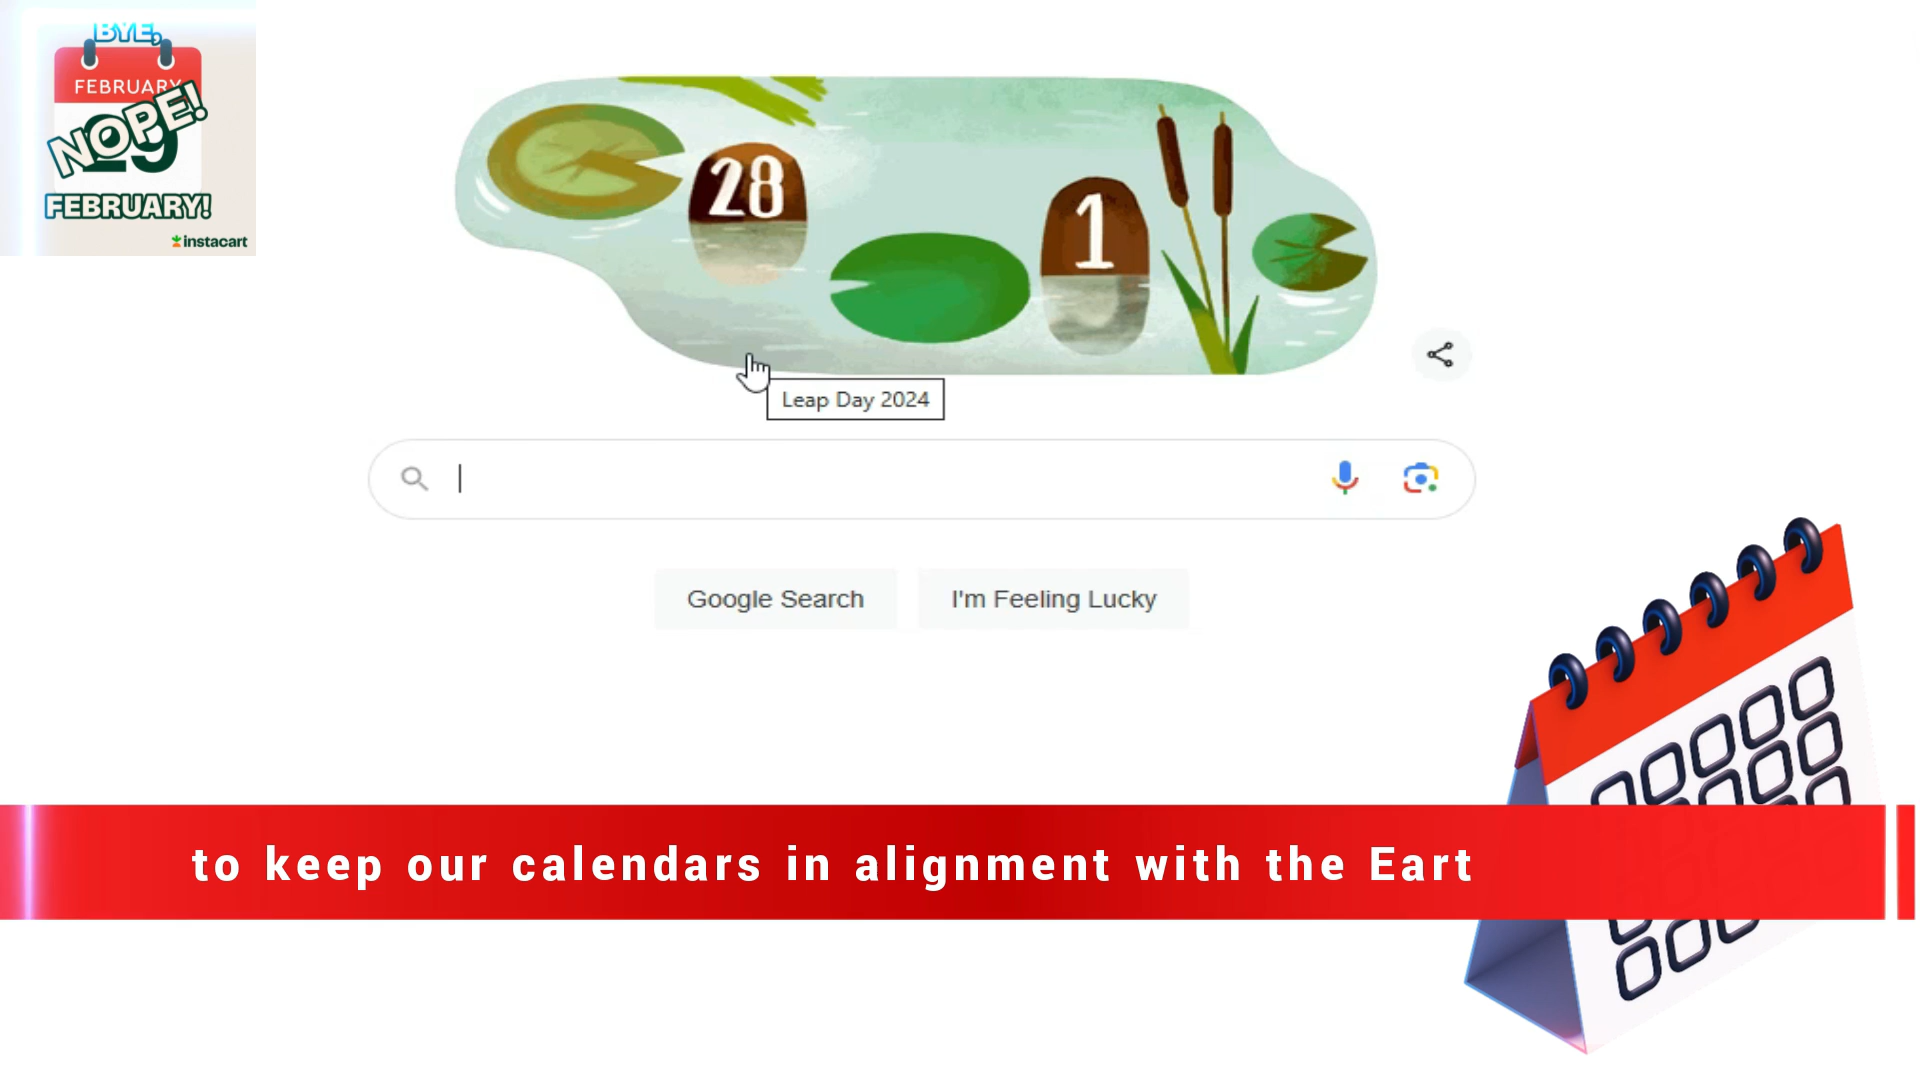 BYE,
FEBRUARY
29
NOPE!
FEBRUARY!
instacart
28
1
Leap Day 2024
Google Search
I'm Feeling Lucky
to keep our calendars in alignment with the Eart